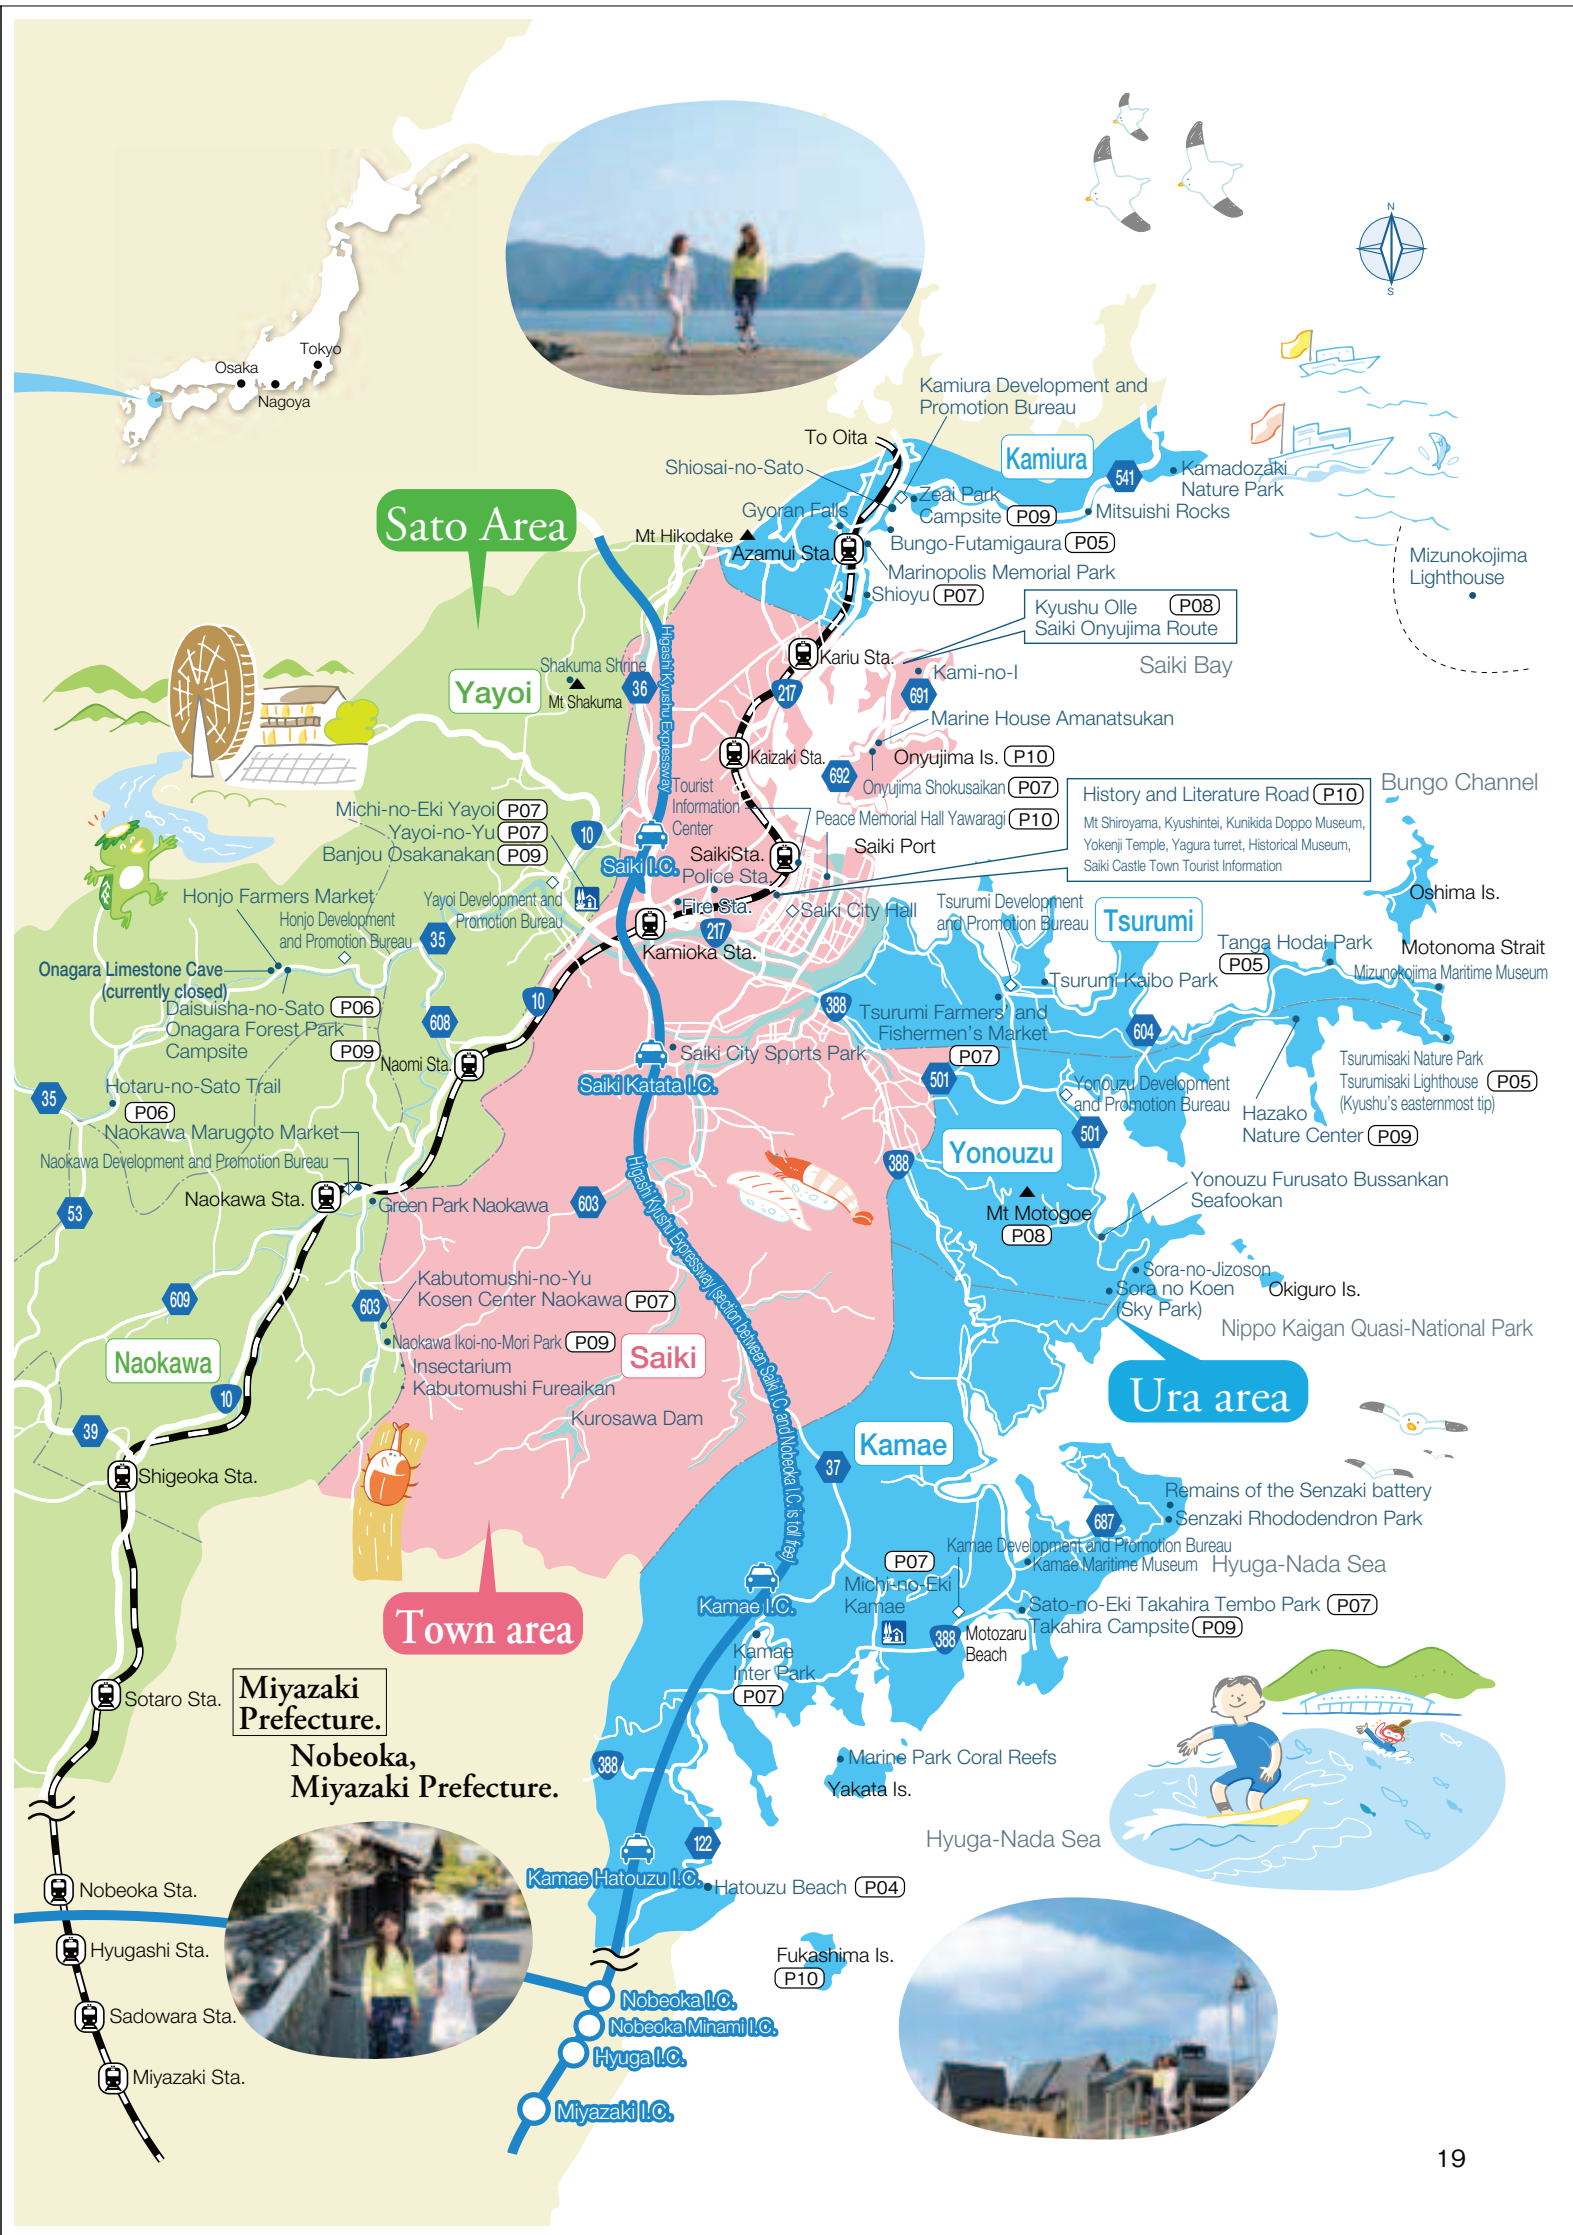 N
S
Tokyo
Osaka
Nagoya
Kamiura Development and
Promotion Bureau
To Oita
Kamiura
Shiosai-no-Sato
541
Kamadozaki
Nature Park
Zeai Park
Campsite P09
Mitsuishi Rocks
Gyoran Falls
Sato Area
Mt Hikodake
Azamui Sta.
Bungo-Futamigaura P05
Marinopolis Memorial Park
Shioyu P07
Mizunokojima
Lighthouse
Kyushu Olle P08
Saiki Onyujima Route
Saiki Bay
Higashi Kyushu Expressway
Kariu Sta.
Kami-no-I
Shakuma Shrine
Yayoi
Mt Shakuma
36
217
691
Marine House Amanatsukan
Kaizaki Sta.
Onyujima Is. P10
692
Onyujima Shokusaikan P07
Tourist
Information
Center
Bungo Channel
History and Literature Road P10
Mt Shiroyama, Kyushintei, Kunikida Doppo Museum,
Yokenji Temple, Yagura turret, Historical Museum,
Saiki Castle Town Tourist Information
Michi-no-Eki Yayoi P07
Yayoi-no-Yu P07
Banjou Osakanakan P09
10
Peace Memorial Hall Yawaragi P10
Saiki Port
Saiki I.C.
SaikiSta.
Police Sta.
Fire Sta.
Saiki City Hall
Honjo Farmers Market
Honjo Development
and Promotion Bureau
35
Yayoi Development and
Promotion Bureau
Kamioka Sta.
217
Tsurumi Development
and Promotion Bureau
Tsurumi
Oshima Is.
Tanga Hodai Park
P05
Motonoma Strait
Mizunokojima Maritime Museum
Onagara Limestone Cave
(currently closed)
Daisuisha-no-Sato P06
Onagara Forest Park
Campsite P09
10
608
Naomi Sta.
388
Tsurumi Kaibo Park
Tsurumi Farmers' and
Fishermen's Market
P07
604
Saiki City Sports Park
Saiki Katata I.C.
Tsurumisaki Nature Park
Tsurumisaki Lighthouse P05
(Kyushu's easternmost tip)
501
Yonouzu Development
and Promotion Bureau
Hazako
Nature Center P09
35
Hotaru-no-Sato Trail
P06
Naokawa Marugoto Market
Naokawa Development and Promotion Bureau
Naokawa Sta.
Green Park Naokawa
603
53
Yonouzu
501
388
Mt Motogoe
P08
Yonouzu Furusato Bussankan
Seafookan
Higashi Kyushu Expressway (section between Saiki I.C. and Nobeoka I.C. is toll free)
Sora-no-Jizoson
Sora no Koen
(Sky Park)
Okiguro Is.
Nippo Kaigan Quasi-National Park
609
603
Kabutomushi-no-Yu
Kosen Center Naokawa P07
Naokawa Ikoi-no-Mori Park P09
Insectarium
Kabutomushi Fureaikan
Naokawa
Saiki
10
Ura area
Kurosawa Dam
39
Kamae
37
Shigeoka Sta.
Remains of the Senzaki battery
Senzaki Rhododendron Park
687
Kamae Development and Promotion Bureau
Kamae Maritime Museum
Hyuga-Nada Sea
P07
Michi-no-Eki
Kamae
Kamae I.C.
Sato-no-Eki Takahira Tembo Park P07
Takahira Campsite P09
388
Motozaru
Beach
Town area
Kamae
Inter Park
P07
Sotaro Sta.
Miyazaki
Prefecture.
Nobeoka,
Miyazaki Prefecture.
388
Marine Park Coral Reefs
Yakata Is.
Hyuga-Nada Sea
122
Kamae Hatouzu I.C.
Hatouzu Beach P04
Nobeoka Sta.
Hyugashi Sta.
Fukashima Is.
P10
Sadowara Sta.
Nobeoka I.C.
Nobeoka Minami I.C.
Hyuga I.C.
Miyazaki Sta.
Miyazaki I.C.
19